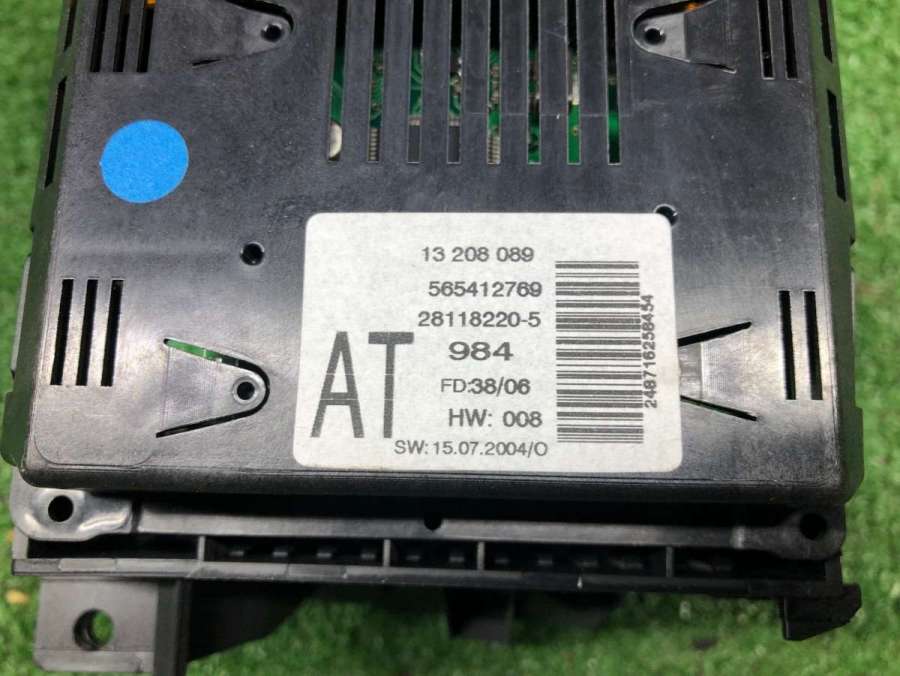 13 208 089
565412769
28118220-5
AT
984
FD:38/06
HW: 008
SW: 15.07.2004/O
248716258454